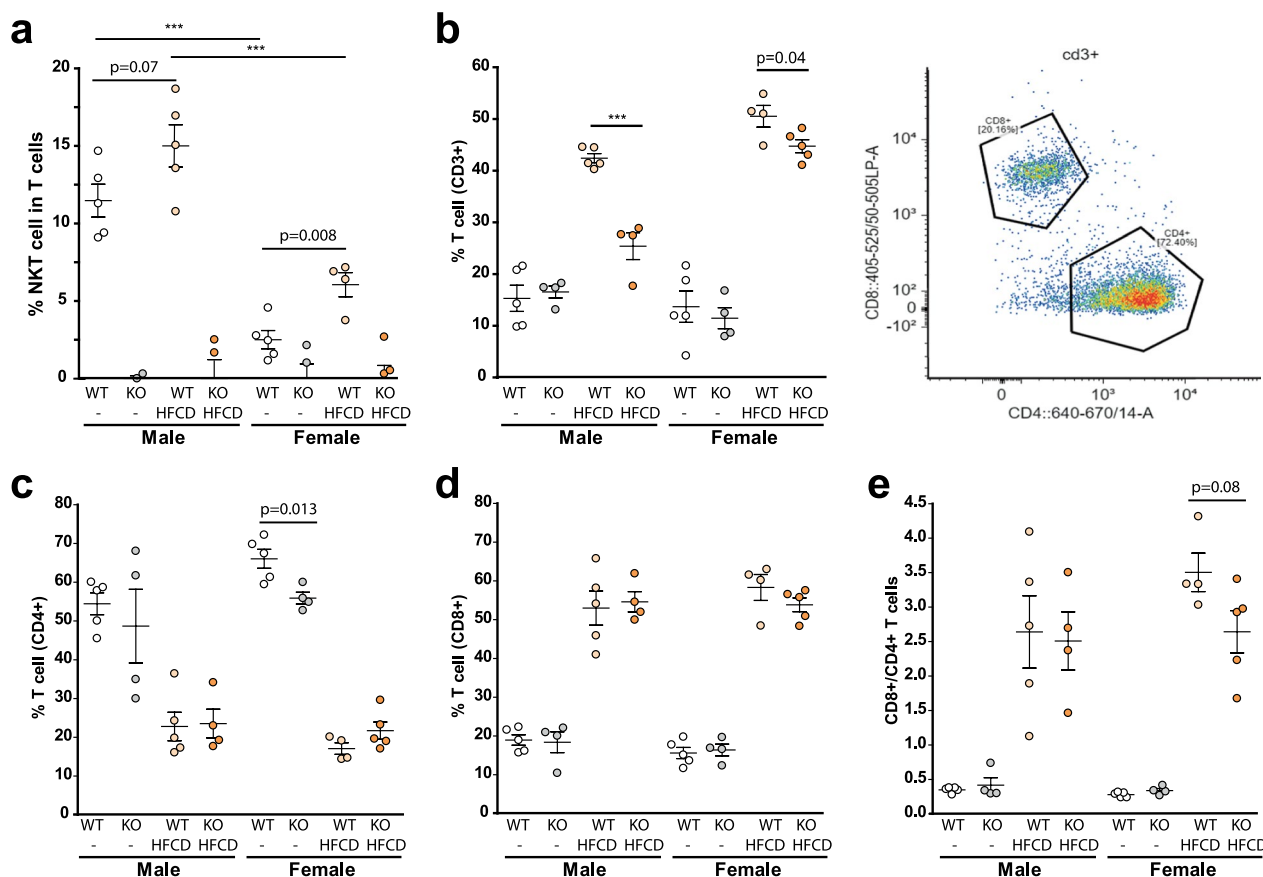 a
***
***
p=0.07
p=0.008
% NKT cell in T cells
20
15
10
5
0
WT KO WT KO WT KO WT KO
- - HFCD HFCD - - HFCD HFCD
Male Female
b
p=0.04
***
% T cell (CD3+)
60
50
40
30
20
10
0
WT KO WT KO WT KO WT KO
- - HFCD HFCD - - HFCD HFCD
Male Female
cd3+
CD8+
[20.16%]
CD4+
[72.40%]
CD8::405-525/50-505LP-A
10⁴
10³
10²
0
-10²
0 10³ 10⁴
CD4::640-670/14-A
c
p=0.013
% T cell (CD4+)
80
70
60
50
40
30
20
10
0
WT KO WT KO WT KO WT KO
- - HFCD HFCD - - HFCD HFCD
Male Female
d
% T cell (CD8+)
80
70
60
50
40
30
20
10
0
WT KO WT KO WT KO WT KO
- - HFCD HFCD - - HFCD HFCD
Male Female
e
p=0.08
CD8+/CD4+ T cells
4.5
4.0
3.5
3.0
2.5
2.0
1.5
1.0
0.5
0.0
WT KO WT KO WT KO WT KO
- - HFCD HFCD - - HFCD HFCD
Male Female